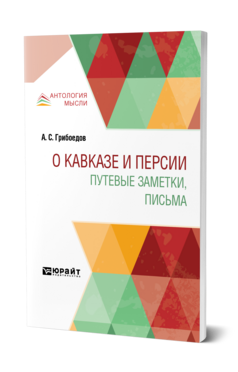 АНТОЛОГИЯ
МЫСЛИ
А. С. Грибоедов
О КАВКАЗЕ И ПЕРСИИ
ПУТЕВЫЕ ЗАМЕТКИ,
ПИСЬМА
юрайт